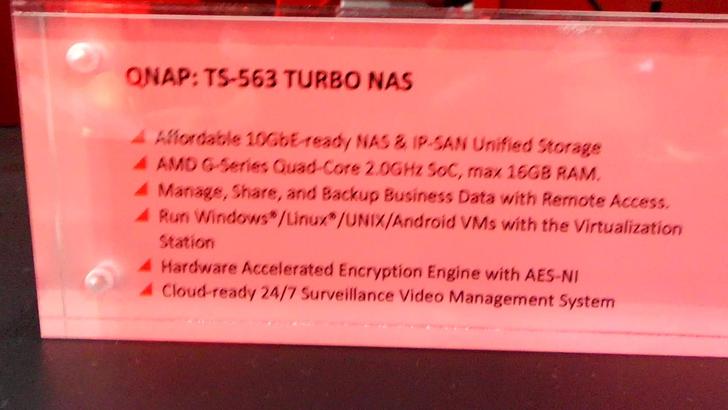 QNAP: TS-563 TURBO NAS
Affordable 10GbE-ready NAS & IP-SAN Unified Storage
AMD G-Series Quad-Core 2.0GHz SoC, max 16GB RAM.
Manage, Share, and Backup Business Data with Remote Access.
Run Windows®/Linux®/UNIX/Android VMs with the Virtualization
Station
Hardware Accelerated Encryption Engine with AES-NI
Cloud-ready 24/7 Surveillance Video Management System